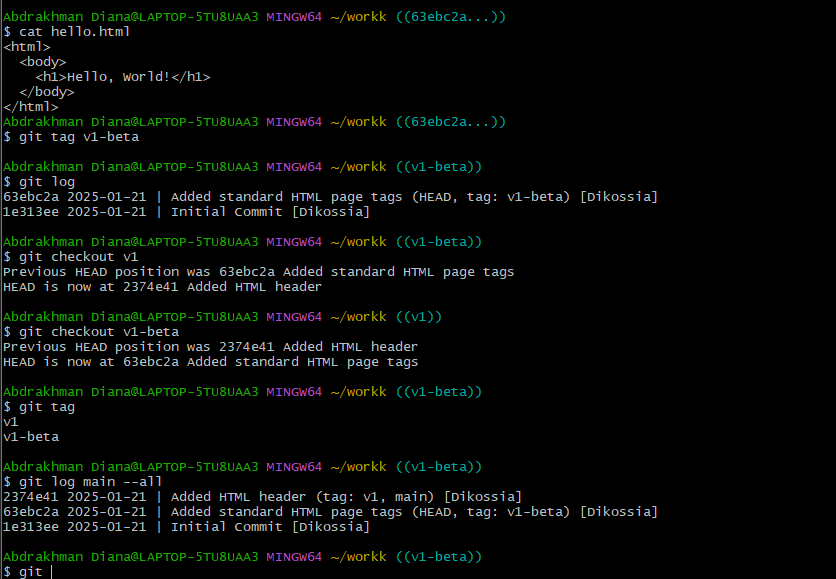 Abdrakhman Diana@LAPTOP-5TU8UAA3 MINGW64 ~/workk ((63ebc2a...))
$ cat hello.html
<html>
  <body>
    <h1>Hello, World!</h1>
  </body>
</html>
Abdrakhman Diana@LAPTOP-5TU8UAA3 MINGW64 ~/workk ((63ebc2a...))
$ git tag v1-beta

Abdrakhman Diana@LAPTOP-5TU8UAA3 MINGW64 ~/workk ((v1-beta))
$ git log
63ebc2a 2025-01-21 | Added standard HTML page tags (HEAD, tag: v1-beta) [Dikossia]
1e313ee 2025-01-21 | Initial Commit [Dikossia]

Abdrakhman Diana@LAPTOP-5TU8UAA3 MINGW64 ~/workk ((v1-beta))
$ git checkout v1
Previous HEAD position was 63ebc2a Added standard HTML page tags
HEAD is now at 2374e41 Added HTML header

Abdrakhman Diana@LAPTOP-5TU8UAA3 MINGW64 ~/workk ((v1))
$ git checkout v1-beta
Previous HEAD position was 2374e41 Added HTML header
HEAD is now at 63ebc2a Added standard HTML page tags

Abdrakhman Diana@LAPTOP-5TU8UAA3 MINGW64 ~/workk ((v1-beta))
$ git tag
v1
v1-beta

Abdrakhman Diana@LAPTOP-5TU8UAA3 MINGW64 ~/workk ((v1-beta))
$ git log main --all
2374e41 2025-01-21 | Added HTML header (tag: v1, main) [Dikossia]
63ebc2a 2025-01-21 | Added standard HTML page tags (HEAD, tag: v1-beta) [Dikossia]
1e313ee 2025-01-21 | Initial Commit [Dikossia]

Abdrakhman Diana@LAPTOP-5TU8UAA3 MINGW64 ~/workk ((v1-beta))
$ git